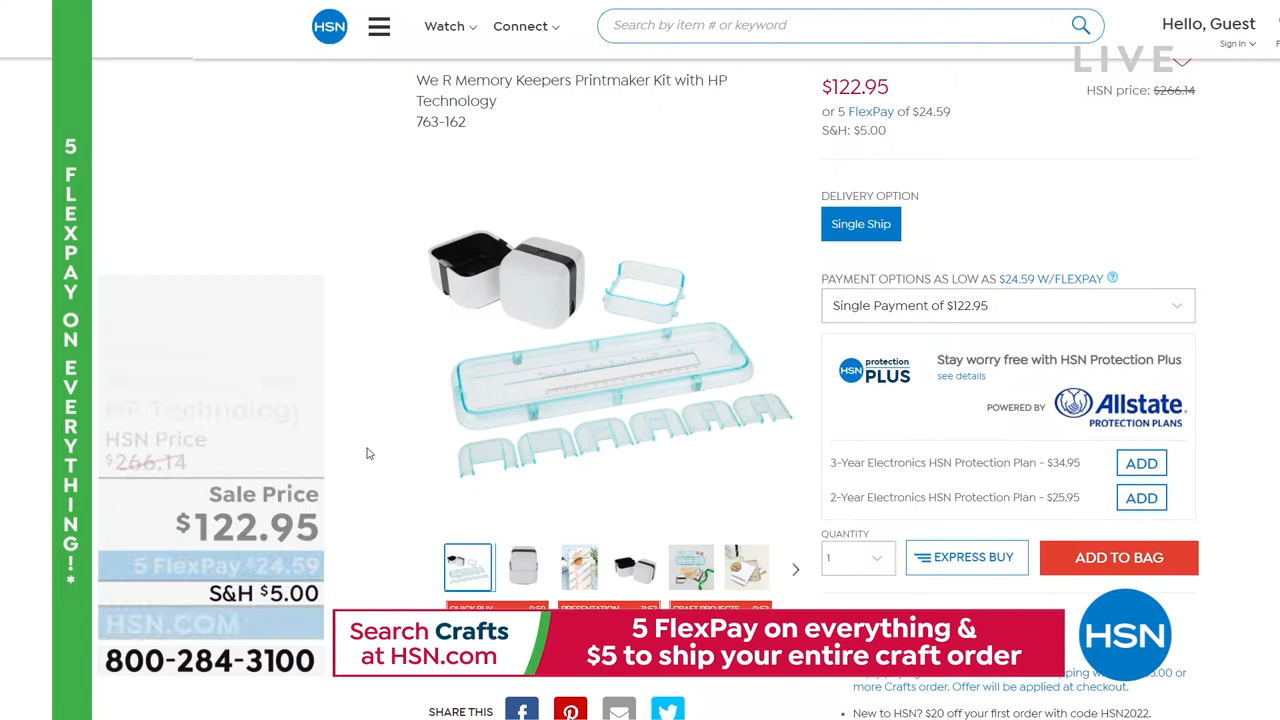 HSN
Watch
Connect
Search by item # or keyword
Hello, Guest
Sign In
LIVE
We R Memory Keepers Printmaker Kit with HP
Technology
763-162
$122.95
HSN price: $266.14
or 5 FlexPay of $24.59
S&H: $5.00
DELIVERY OPTION
Single Ship
PAYMENT OPTIONS AS LOW AS $24.59 W/FLEXPAY
Single Payment of $122.95
HSN protection PLUS
Stay worry free with HSN Protection Plus
see details
POWERED BY Allstate
PROTECTION PLANS
3-Year Electronics HSN Protection Plan - $34.95
ADD
2-Year Electronics HSN Protection Plan - $25.95
ADD
QUANTITY
1
EXPRESS BUY
ADD TO BAG
5 FLEXPAY ON EVERYTHING!*
HP Technology
HSN Price
$266.14
Sale Price
$122.95
5 FlexPay $24.59
S&H $5.00
HSN.COM
800-284-3100
QUICK BUY 0:59
PRESENTATION
CRAFT PROJECTS
Search Crafts
at HSN.com
5 FlexPay on everything &
$5 to ship your entire craft order
HSN
more Crafts order. Offer will be applied at checkout.
New to HSN? $20 off your first order with code HSN2022.
SHARE THIS